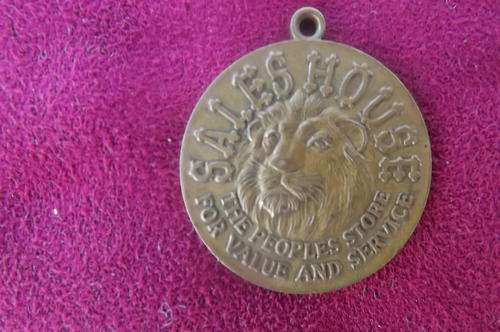 SALES HOUSE
THE PEOPLES STORE
FOR VALUE AND SERVICE